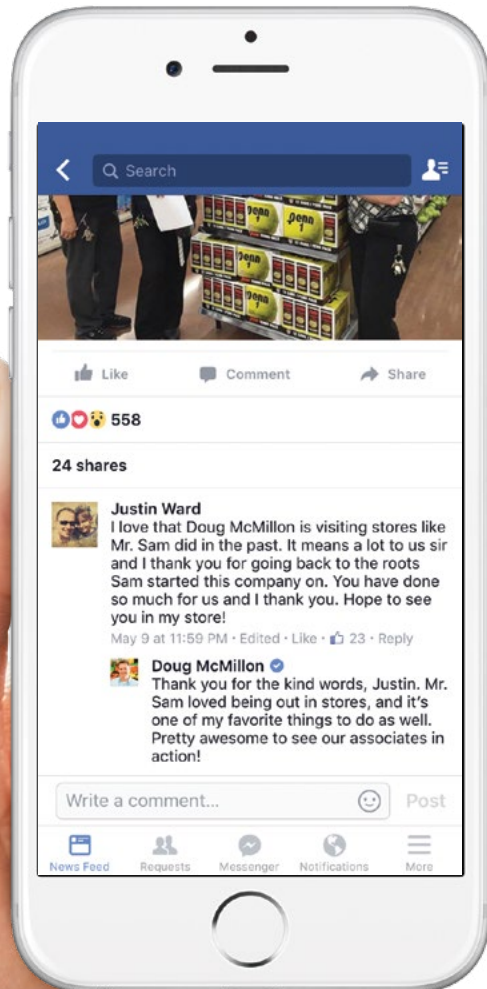 Search
Penn
1
Penn
1
Penn
1
Penn
Like Comment Share
558
24 shares
Justin Ward
I love that Doug McMillon is visiting stores like
Mr. Sam did in the past. It means a lot to us sir
and I thank you for going back to the roots
Sam started this company on. You have done
so much for us and I thank you. Hope to see
you in my store!
May 9 at 11:59 PM · Edited · Like · 23 · Reply
Doug McMillon
Thank you for the kind words, Justin. Mr.
Sam loved being out in stores, and it's
one of my favorite things to do as well.
Pretty awesome to see our associates in
action!
Write a comment... Post
News Feed Requests Messenger Notifications More